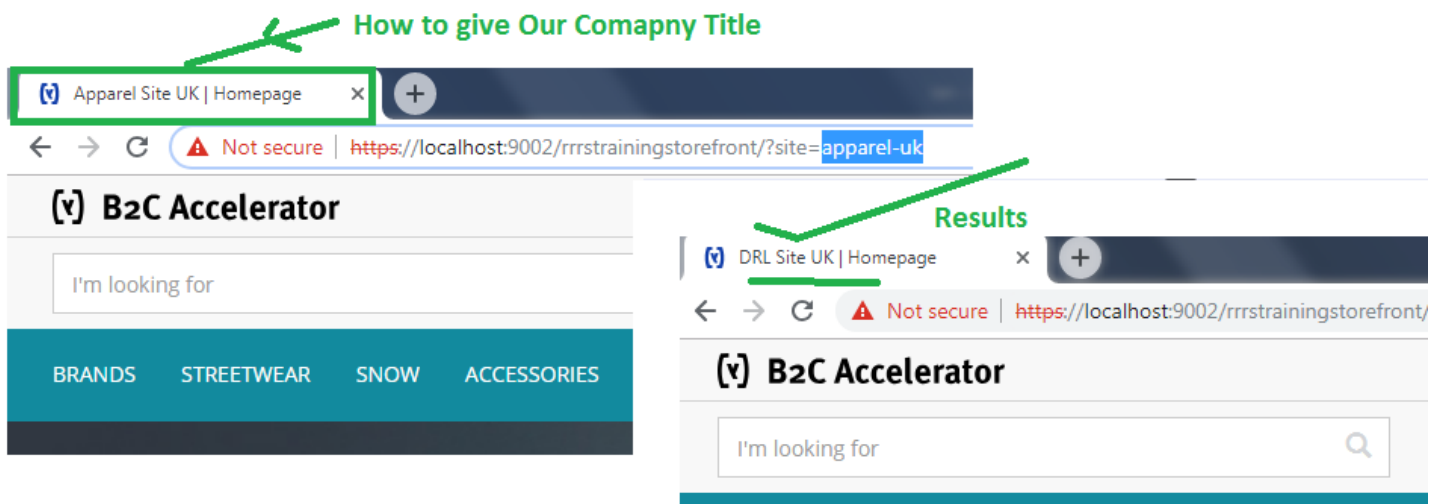 How to give Our Comapny Title
Apparel Site UK | Homepage
Not secure | https://localhost:9002/rrrstrainingstorefront/?site=apparel-uk
(Y) B2C Accelerator
I'm looking for
BRANDS STREETWEAR SNOW ACCESSORIES
Results
DRL Site UK | Homepage
Not secure | https://localhost:9002/rrrstrainingstorefront/
(Y) B2C Accelerator
I'm looking for